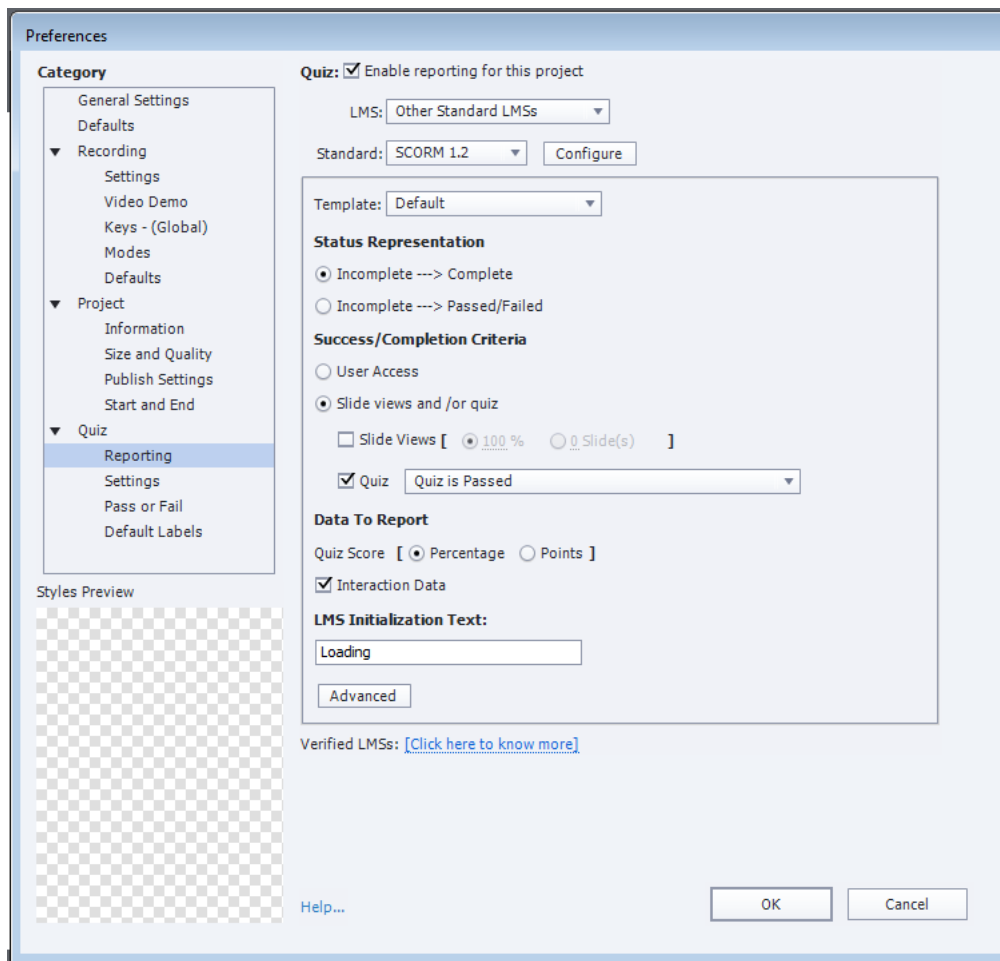 Preferences
Category
General Settings
Defaults
Recording
Settings
Video Demo
Keys - (Global)
Modes
Defaults
Project
Information
Size and Quality
Publish Settings
Start and End
Quiz
Reporting
Settings
Pass or Fail
Default Labels
Styles Preview
Quiz: Enable reporting for this project
LMS: Other Standard LMSs
Standard: SCORM 1.2 Configure
Template: Default
Status Representation
Incomplete ---> Complete
Incomplete ---> Passed/Failed
Success/Completion Criteria
User Access
Slide views and /or quiz
Slide Views [ 100 % 0 Slide(s) ]
Quiz Quiz is Passed
Data To Report
Quiz Score [ Percentage Points ]
Interaction Data
LMS Initialization Text:
Loading
Advanced
Verified LMSs: [Click here to know more]
Help... OK Cancel